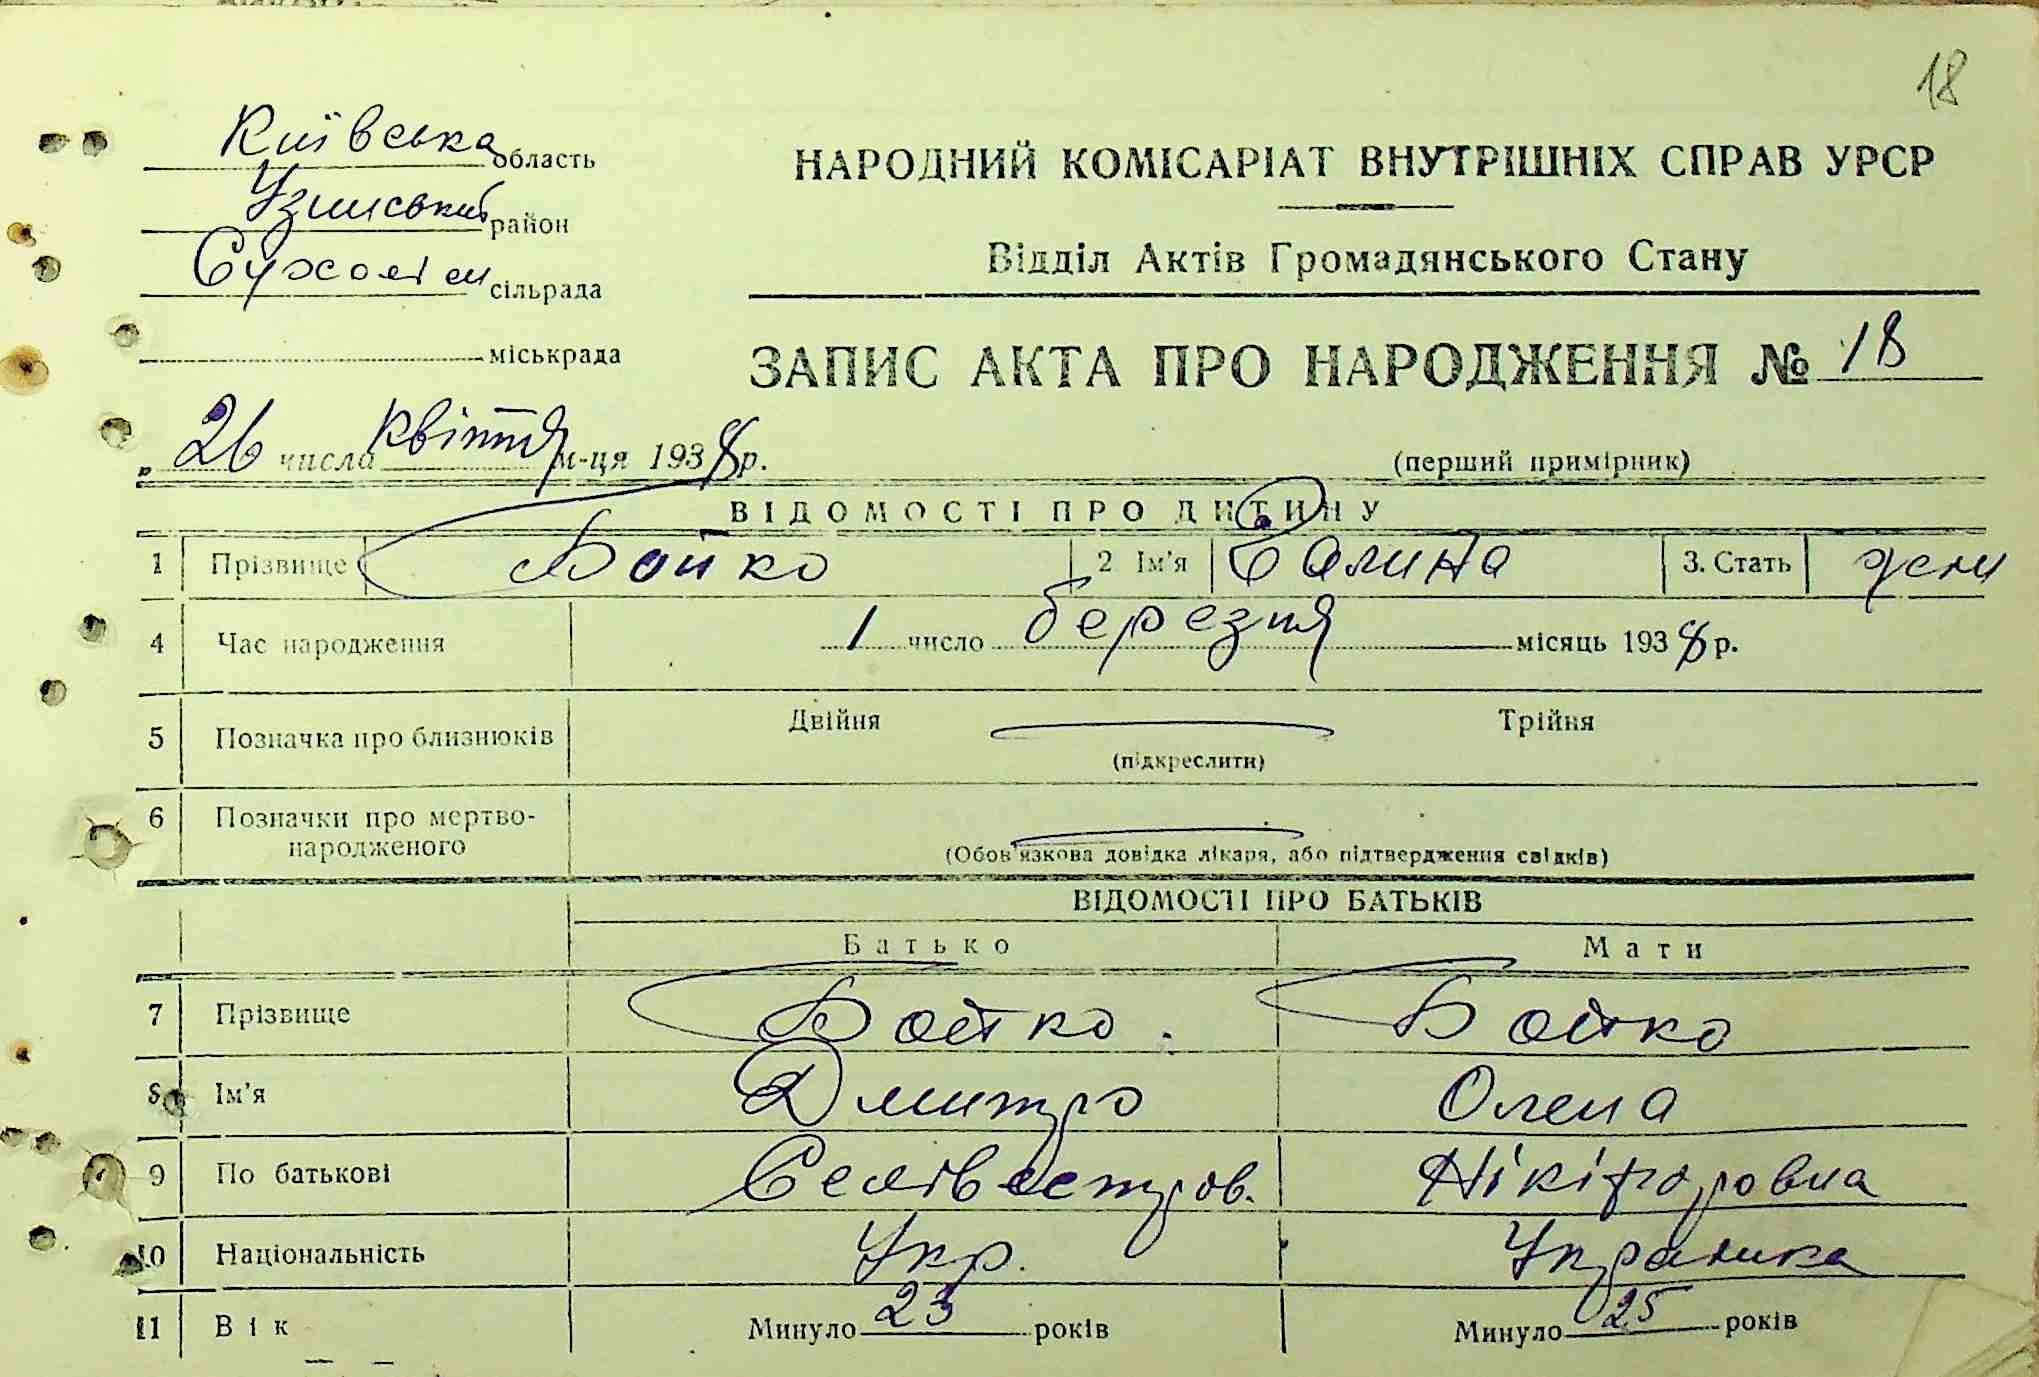 18
Київська область
Узинський район
Сухоліс сільрада
міськрада
НАРОДНИЙ КОМІСАРІАТ ВНУТРІШНІХ СПРАВ УРСР
Відділ Актів Громадянського Стану
ЗАПИС АКТА ПРО НАРОДЖЕННЯ № 18
„ 26 числа квітня м-ця 1938 р.
(перший примірник)
ВІДОМОСТІ ПРО ДИТИНУ
1 Прізвище Бойко 2 Ім'я Галина 3. Стать жен
4 Час народження 1 число березня місяць 1938 р.
5 Позначка про близнюків Двійня Трійня
(підкреслити)
6 Позначки про мертво-
народженого
(Обов'язкова довідка лікаря, або підтвердження свідків)
ВІДОМОСТІ ПРО БАТЬКІВ
Батько Мати
7 Прізвище Бойко. Бойко
8 Ім'я Дмитро Олена
9 По батькові Селівестров. Нікіфоровна
10 Національність Укр. Украинка
11 Вік Минуло 23 років Минуло 25 років